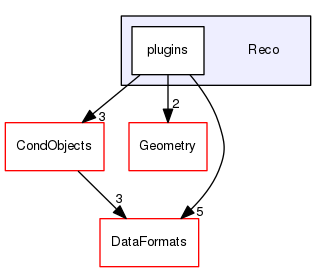 plugins
Reco
3
2
CondObjects
Geometry
3
5
DataFormats